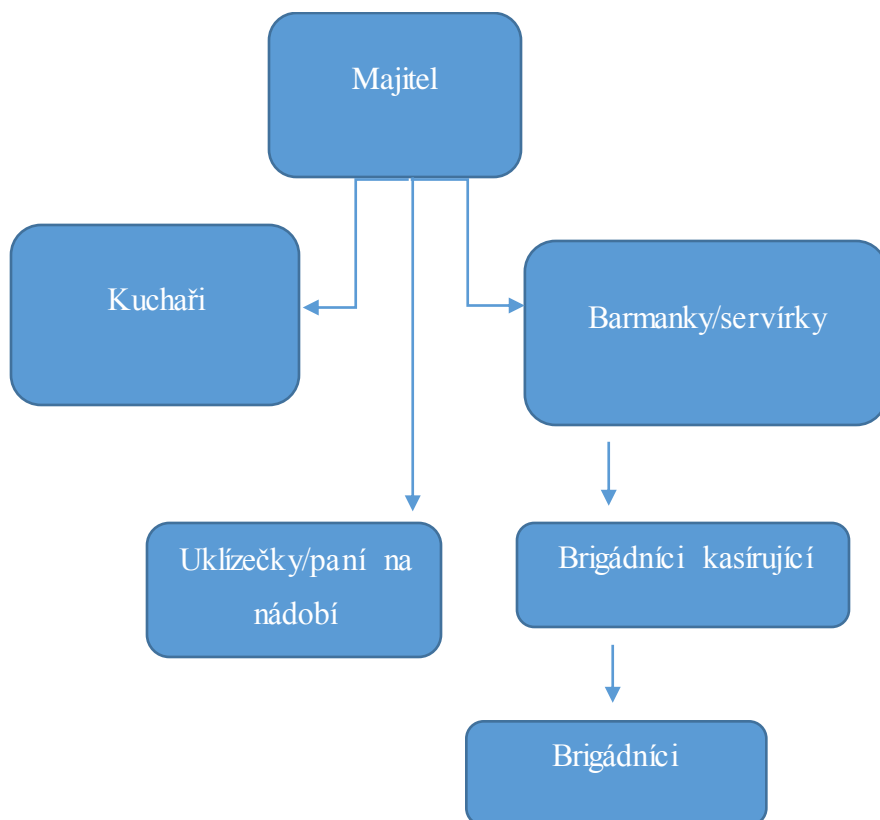 Majitel
Kuchaři
Barmanky/servírky
Uklízečky/paní na
nádobí
Brigádníci kasírující
Brigádníci